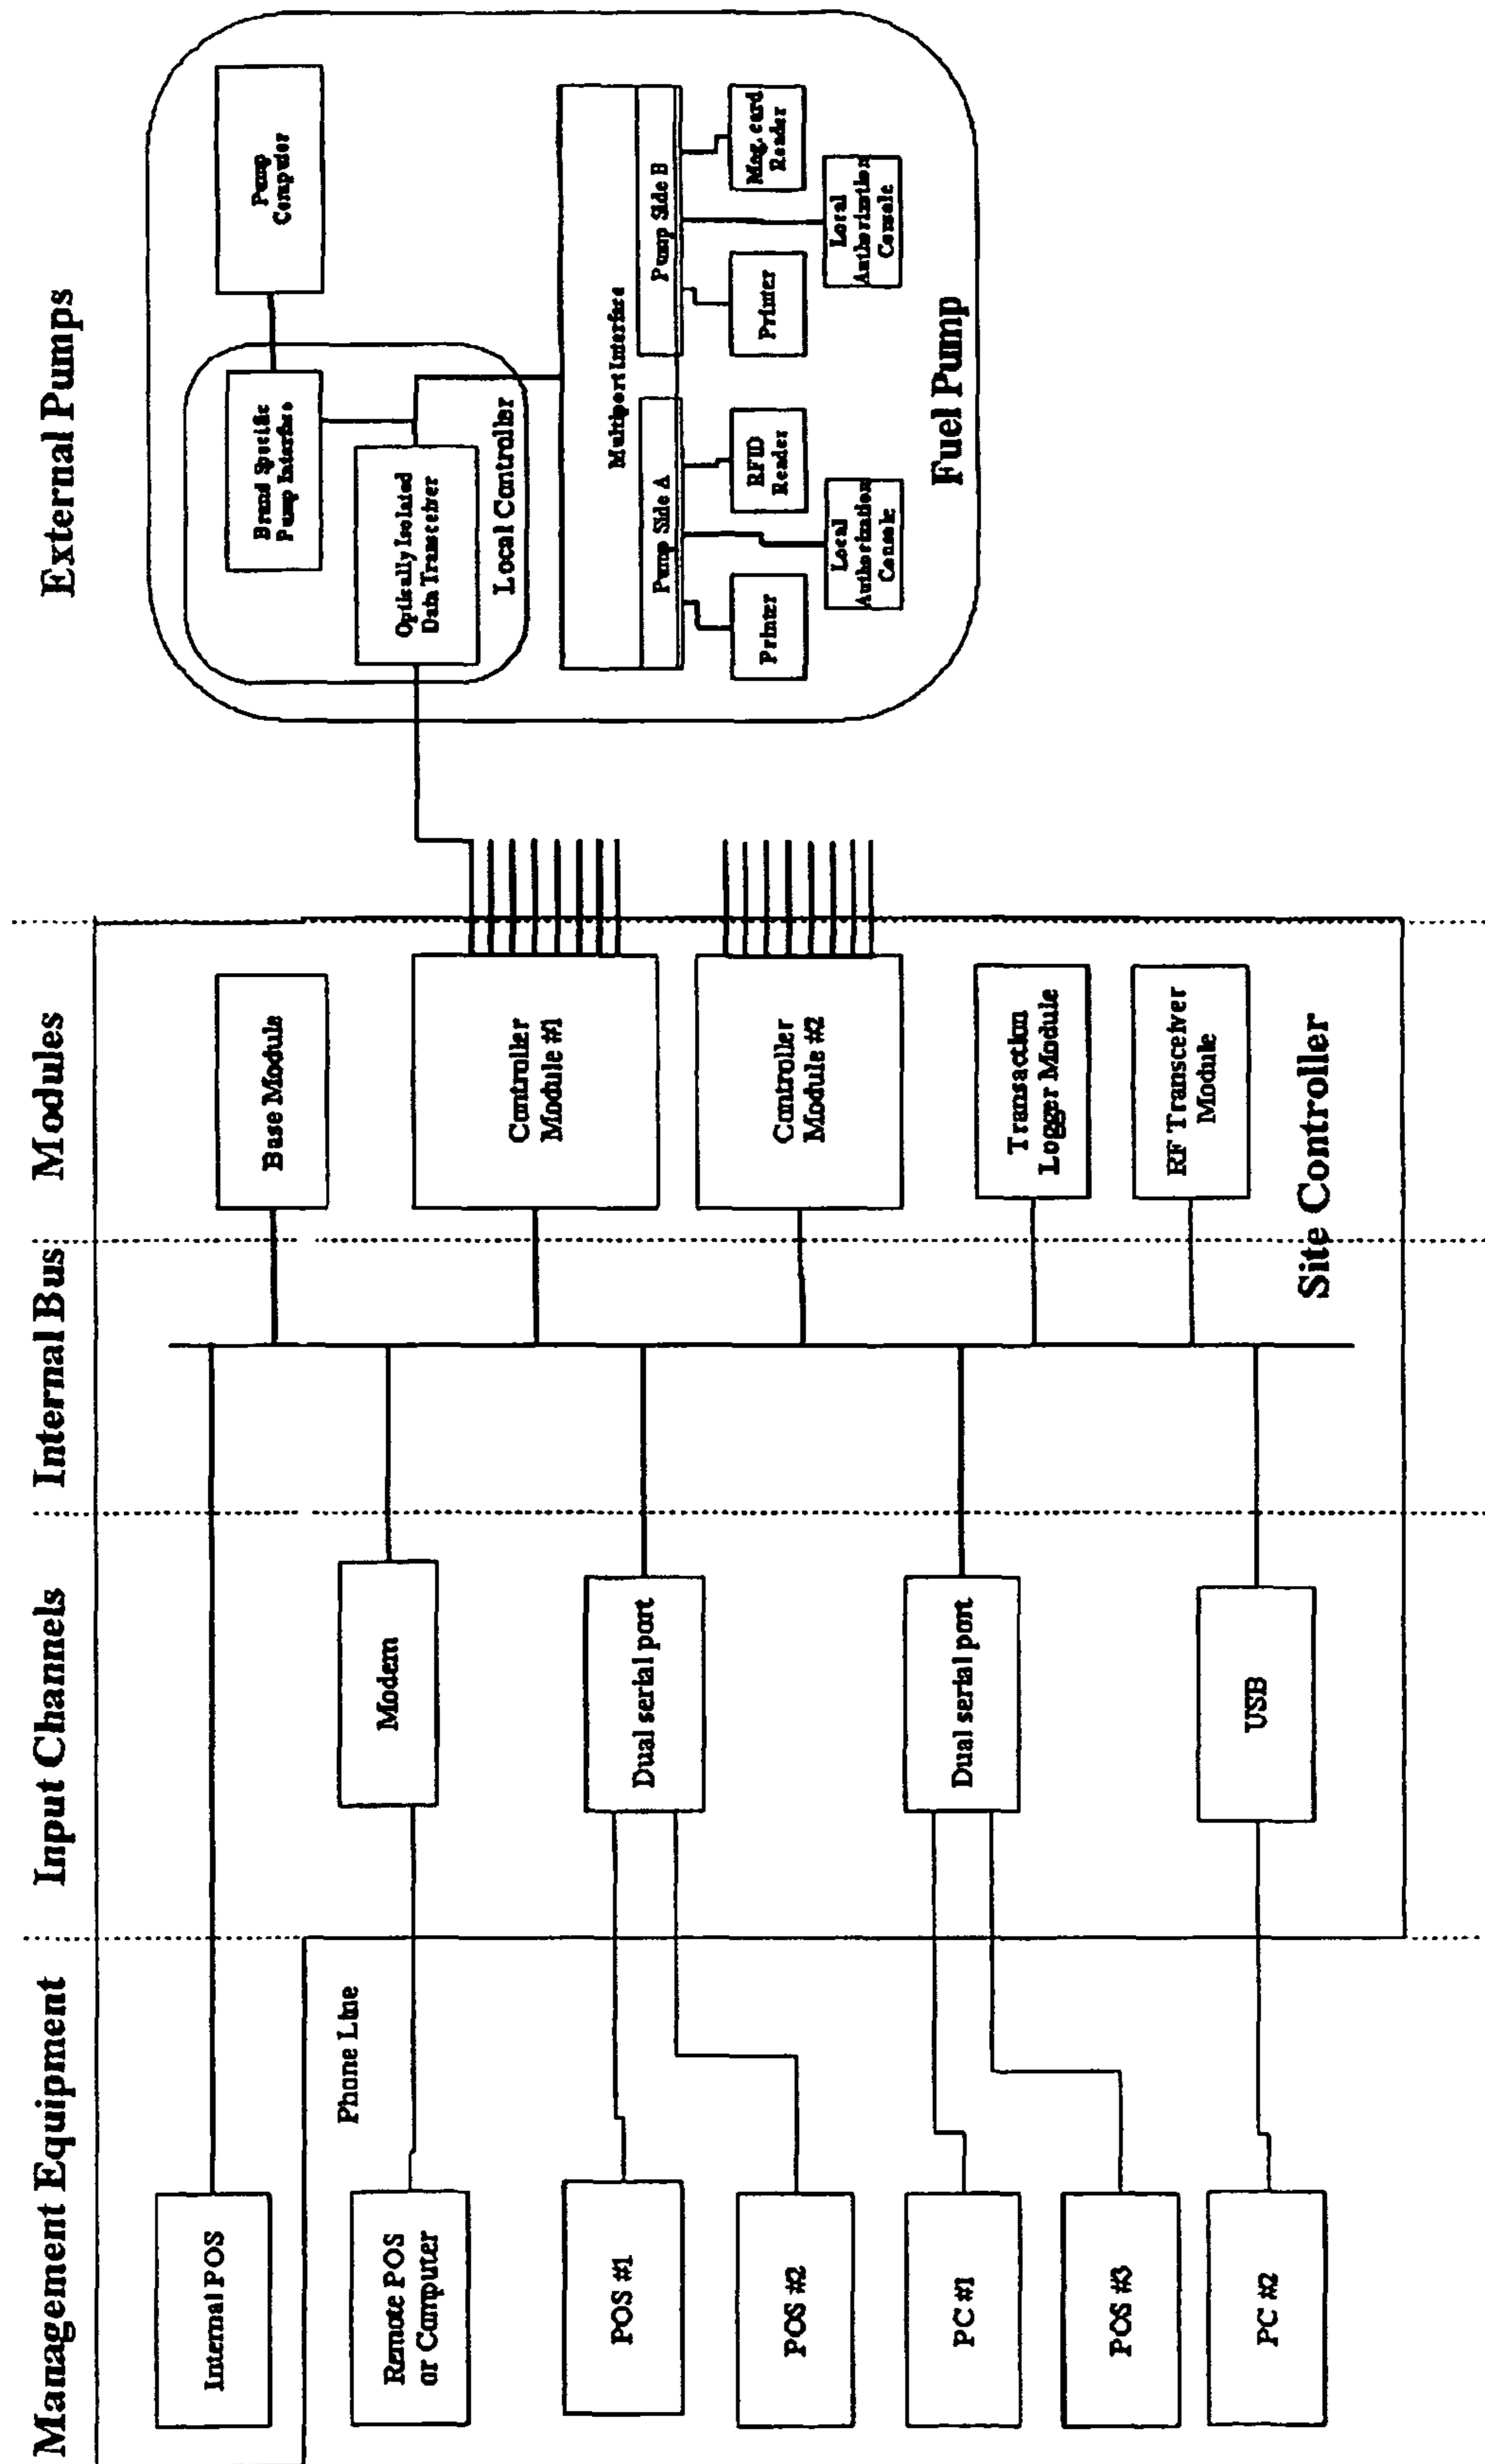 Management Equipment
Input Channels
Internal Bus
Modules
External Pumps
Internal POS
Remote POS
or Computer
Phone Line
POS #1
POS #2
PC #1
POS #3
PC #2
Modem
Dual serial port
Dual serial port
USB
Base Module
Controller
Module #1
Controller
Module #2
Transaction
Logger Module
RF Transceiver
Module
Site Controller
Pump
Computer
Brand Specific
Pump Interface
Optically Isolated
Data Transceiver
Local Controller
Multiport Interface
Pump Side A
Pump Side B
Printer
Local
Authorization
Console
RFID
Reader
Printer
Local
Authorization
Console
Mag. card
Reader
Fuel Pump